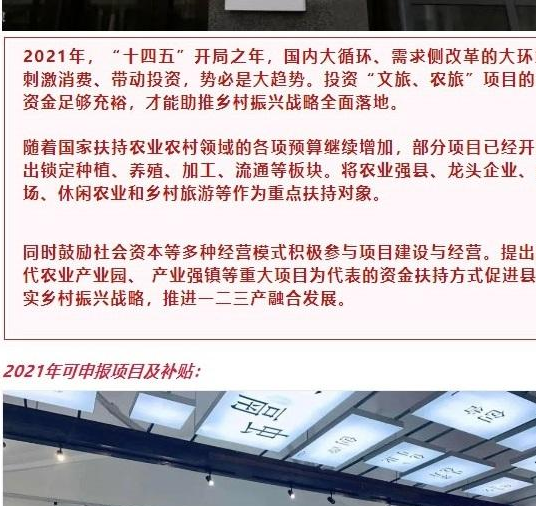 2021年，“十四五”开局之年，国内大循环、需求侧改革的大环
刺激消费、带动投资，势必是大趋势。投资“文旅、农旅”项目的
资金足够充裕，才能助推乡村振兴战略全面落地。
随着国家扶持农业农村领域的各项预算继续增加，部分项目已经开
出锁定种植、养殖、加工、流通等板块。将农业强县、龙头企业、
场、休闲农业和乡村旅游等作为重点扶持对象。
同时鼓励社会资本等多种经营模式积极参与项目建设与经营。提出
代农业产业园、 产业强镇等重大项目为代表的资金扶持方式促进县
实乡村振兴战略，推进一二三产融合发展。
2021年可申报项目及补贴：